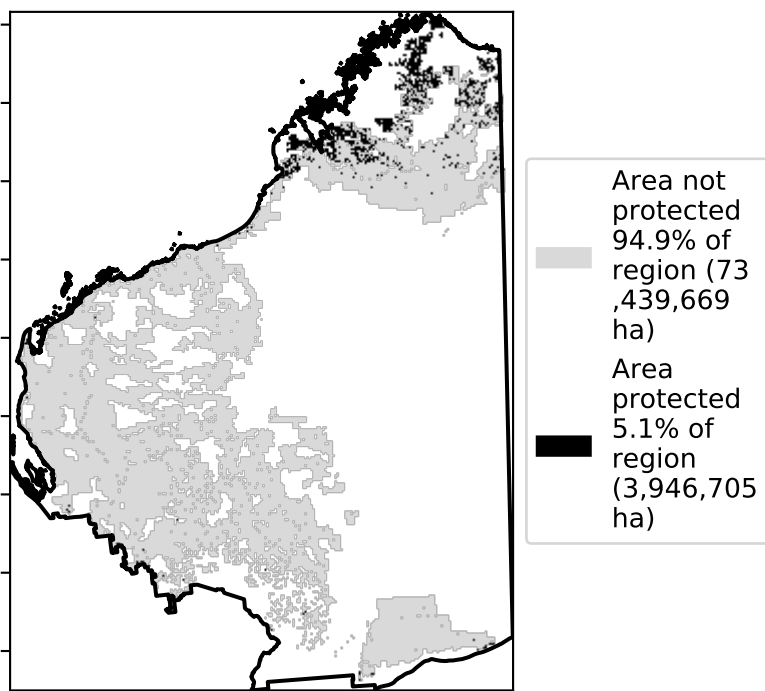 Area not
protected
94.9% of
region (73
,439,669
ha)
Area
protected
5.1% of
region
(3,946,705
ha)